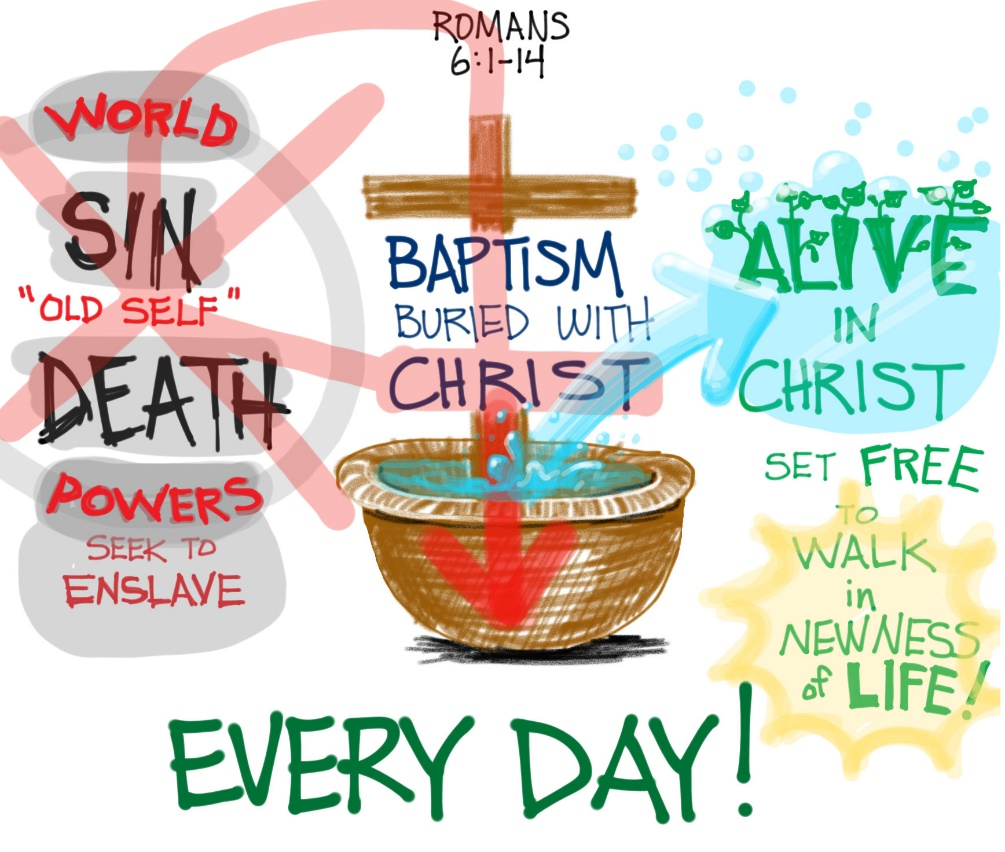 ROMANS
6:1-14
WORLD
SIN
"OLD SELF"
DEATH
POWERS
SEEK TO
ENSLAVE
BAPTISM
BURIED WITH
CHRIST
ALIVE
IN
CHRIST
SET FREE
TO
WALK
in
NEWNESS
of LIFE!
EVERY DAY!